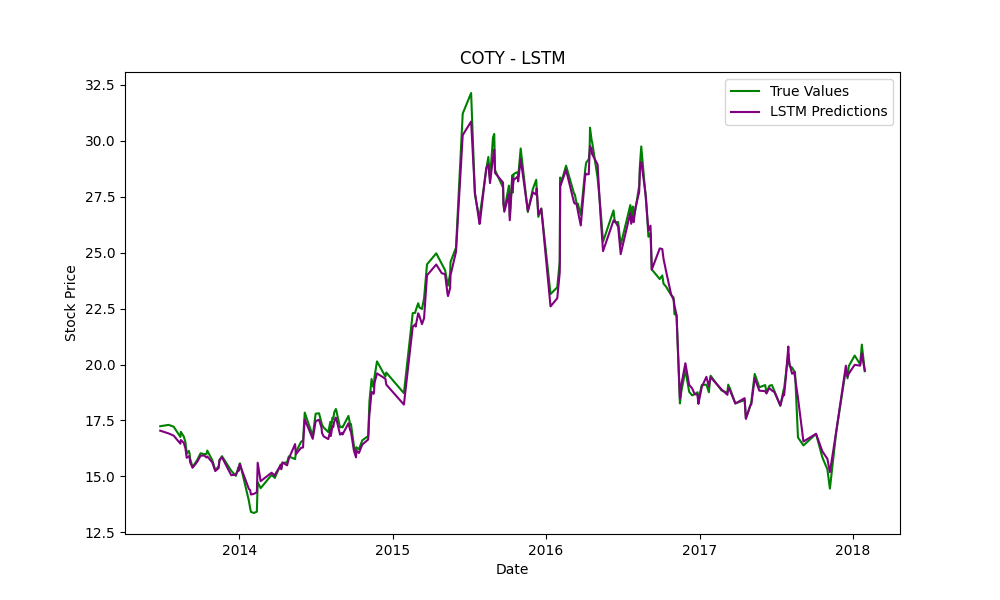 COTY - LSTM
True Values
LSTM Predictions
32.5
30.0
27.5
25.0
22.5
20.0
17.5
15.0
12.5
Stock Price
2014 2015 2016 2017 2018
Date